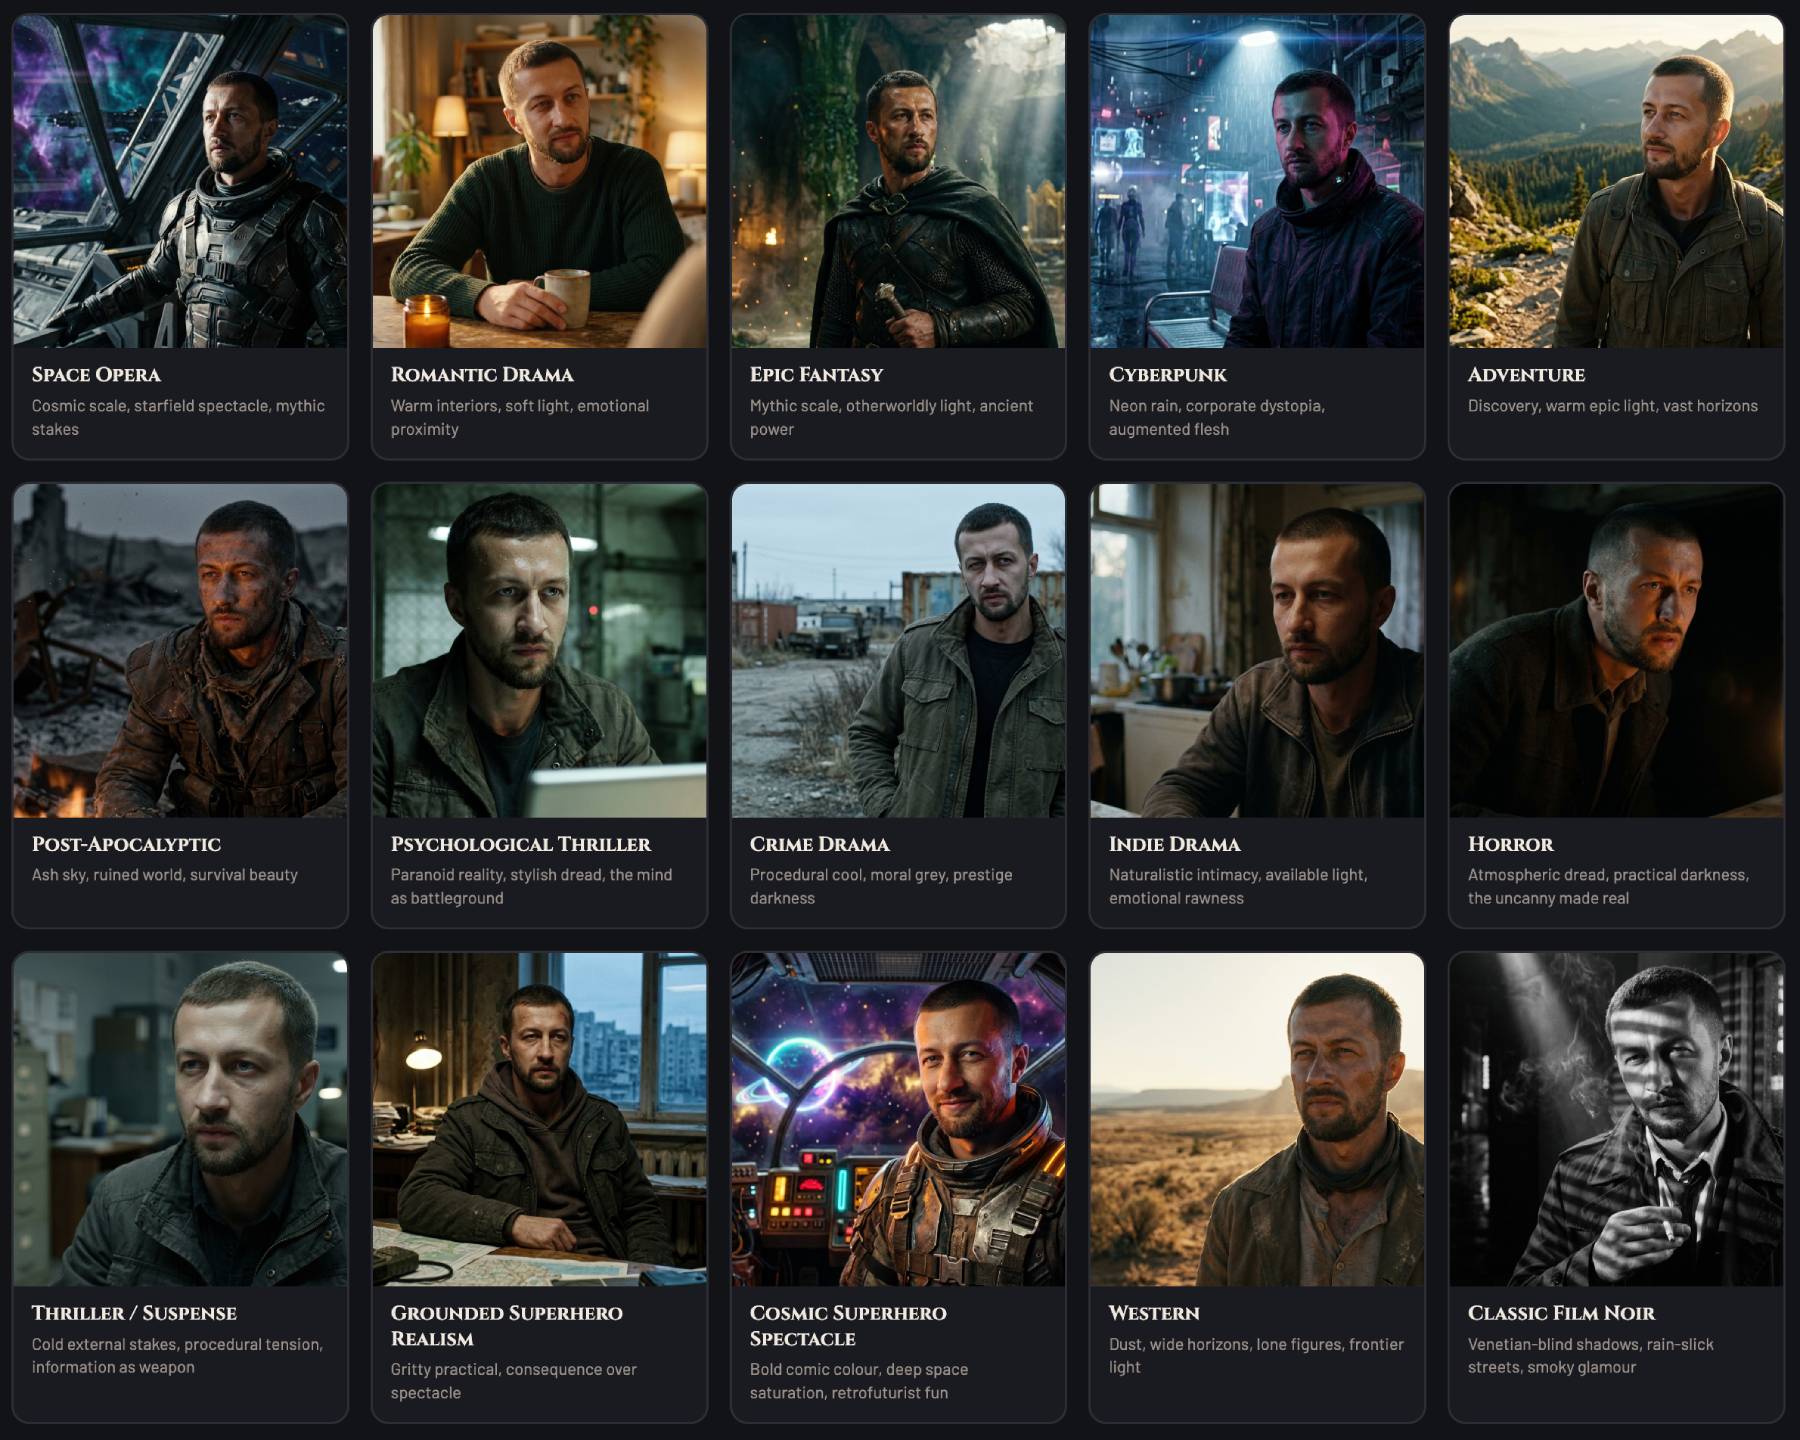 Space Opera
Cosmic scale, starfield spectacle, mythic
stakes
Romantic Drama
Warm interiors, soft light, emotional
proximity
Epic Fantasy
Mythic scale, otherworldly light, ancient
power
Cyberpunk
Neon rain, corporate dystopia,
augmented flesh
Adventure
Discovery, warm epic light, vast horizons
Post-Apocalyptic
Ash sky, ruined world, survival beauty
Psychological Thriller
Paranoid reality, stylish dread, the mind
as battleground
Crime Drama
Procedural cool, moral grey, prestige
darkness
Indie Drama
Naturalistic intimacy, available light,
emotional rawness
Horror
Atmospheric dread, practical darkness,
the uncanny made real
Thriller / Suspense
Cold external stakes, procedural tension,
information as weapon
Grounded Superhero
Realism
Gritty practical, consequence over
spectacle
Cosmic Superhero
Spectacle
Bold comic colour, deep space
saturation, retrofuturist fun
Western
Dust, wide horizons, lone figures, frontier
light
Classic Film Noir
Venetian-blind shadows, rain-slick
streets, smoky glamour